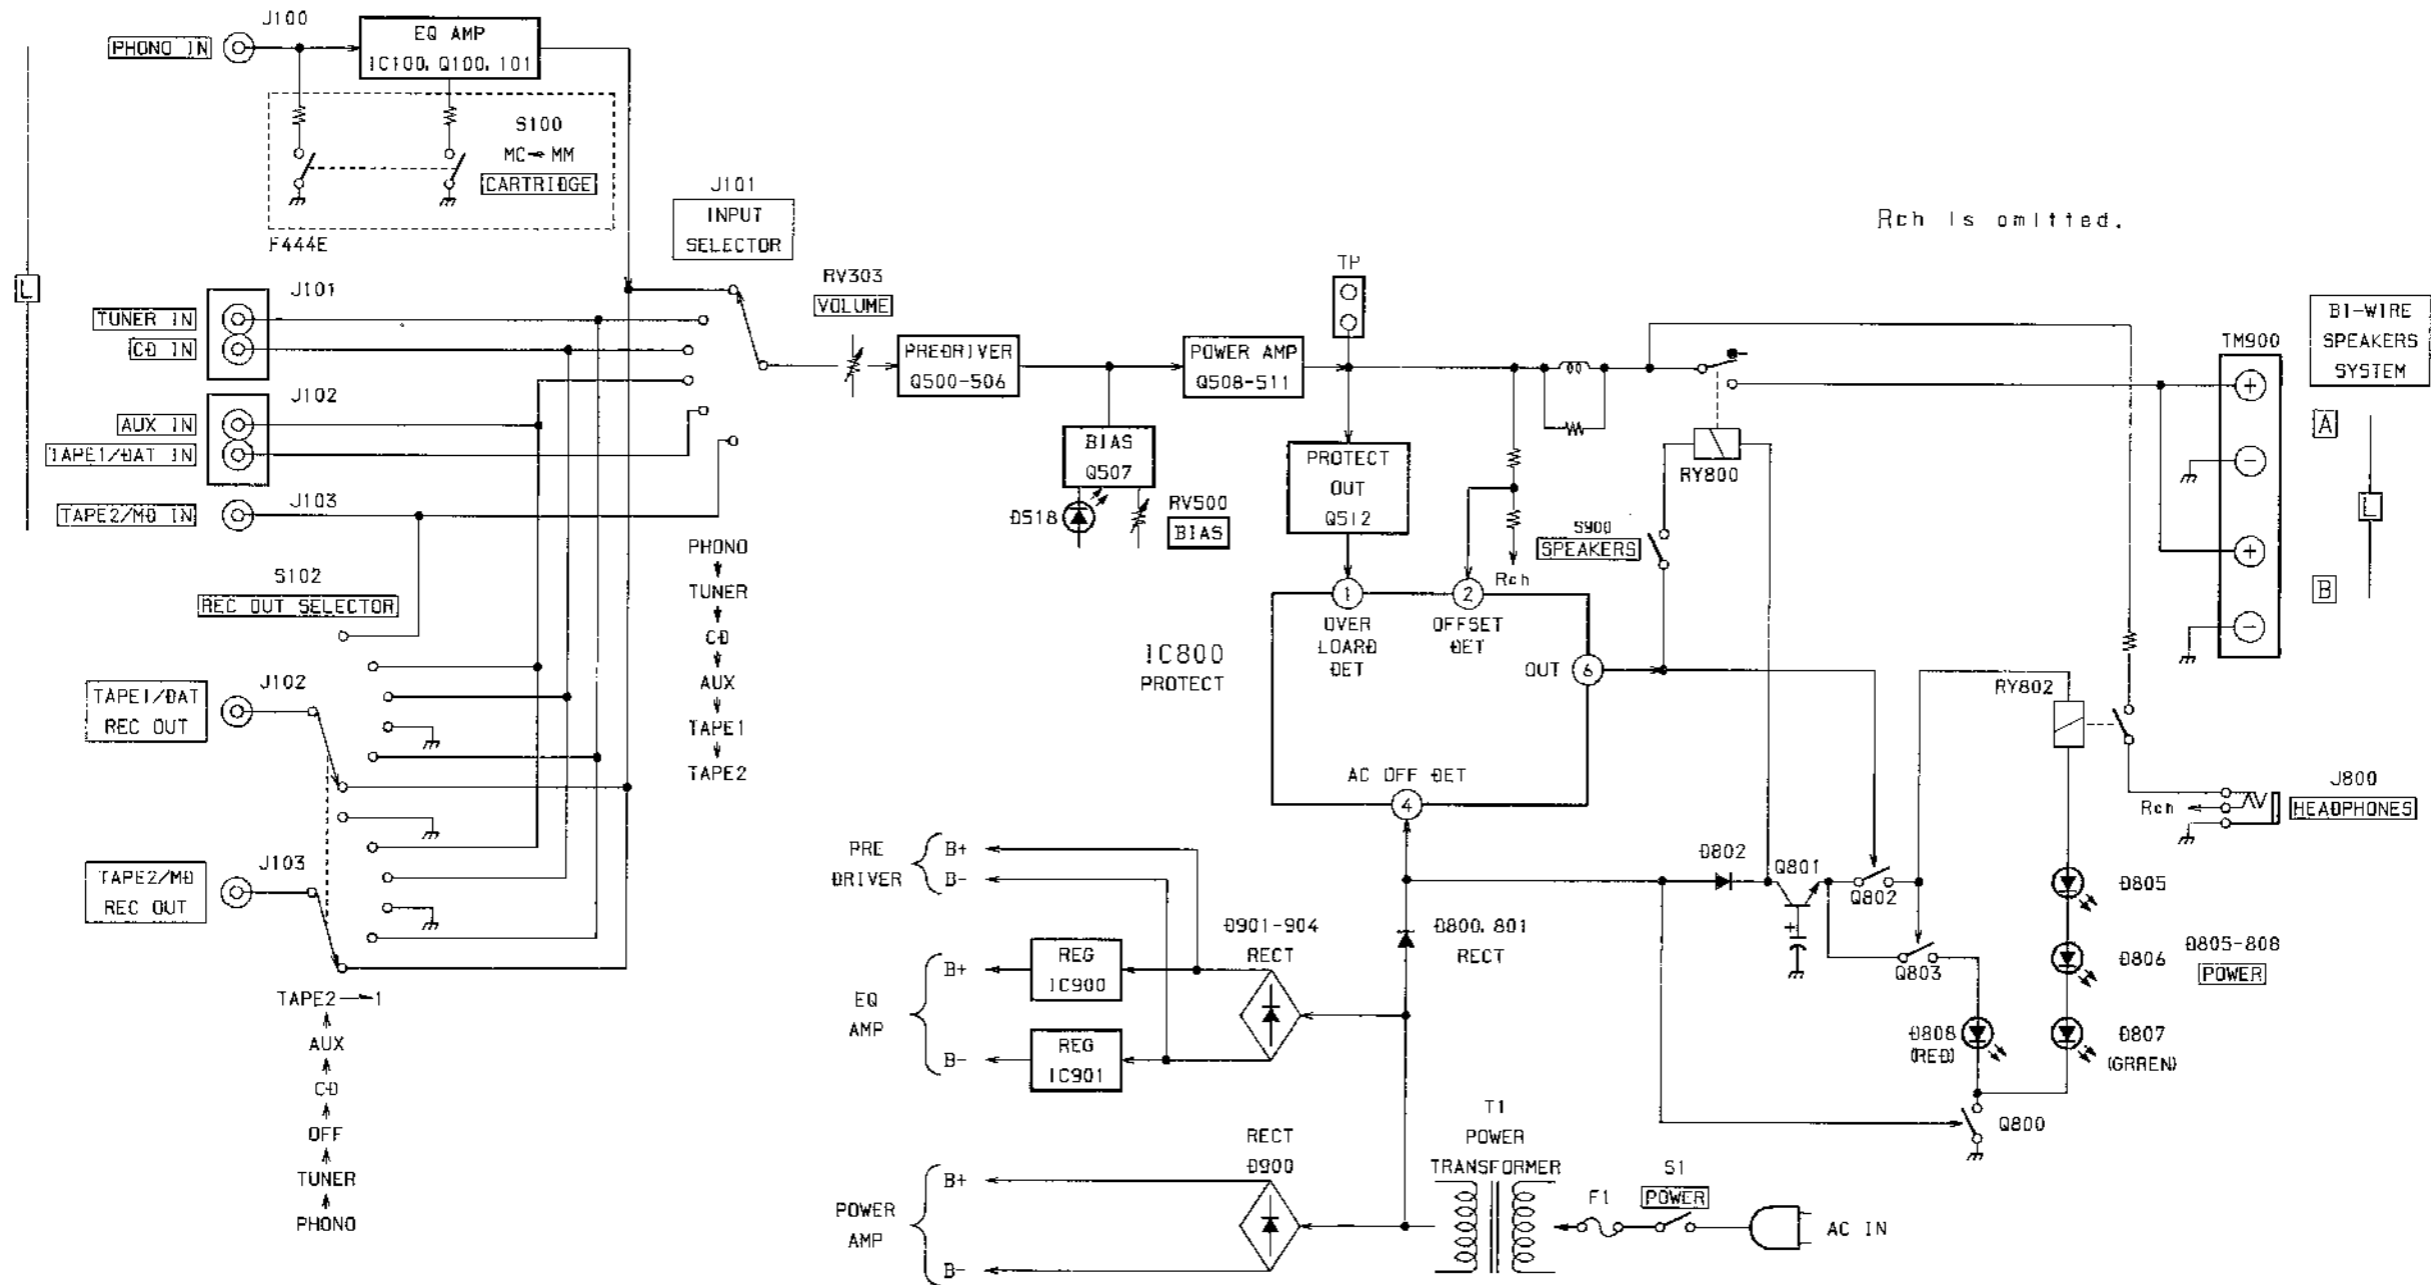 J100
PHONO IN
EQ AMP
IC100, Q100, 101
S100
MC MM
CARTRIDGE
F444E
J101
INPUT
SELECTOR
Rch is omitted.
L
J101
TUNER IN
CD IN
RV303
VOLUME
TP
PREDRIVER
Q500-506
POWER AMP
Q508-511
BI-WIRE
SPEAKERS
SYSTEM
TM900
+
-
+
-
A
L
B
J102
AUX IN
TAPE1/DAT IN
J103
TAPE2/MD IN
BIAS
Q507
D518
RV500
BIAS
PROTECT
OUT
Q512
RY800
S900
SPEAKERS
Rch
S102
REC OUT SELECTOR
PHONO
TUNER
CD
AUX
TAPE1
TAPE2
IC800
PROTECT
1
OVER
LOARD
DET
2
OFFSET
DET
OUT
6
AC OFF DET
4
RY802
J800
HEADPHONES
Rch
TAPE1/DAT
REC OUT
J102
TAPE2/MD
REC OUT
J103
TAPE2 1
AUX
CD
OFF
TUNER
PHONO
PRE
DRIVER
B+
B-
D901-904
RECT
D800, 801
RECT
D802
Q801
+
Q802
Q803
D805
D806
D805-808
POWER
D808
(RED)
D807
(GRREN)
Q800
EQ
AMP
B+
B-
REG
IC900
REG
IC901
POWER
AMP
B+
B-
RECT
D900
T1
POWER
TRANSFORMER
F1
S1
POWER
AC IN